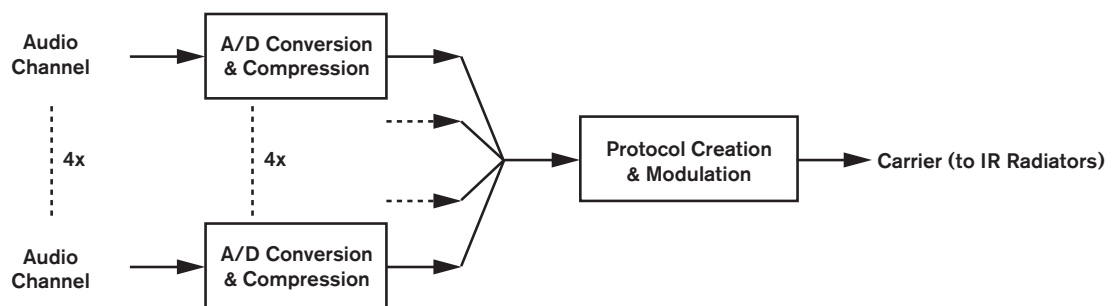 Audio
Channel
A/D Conversion
& Compression
4x
4x
Protocol Creation
& Modulation
Carrier (to IR Radiators)
Audio
Channel
A/D Conversion
& Compression